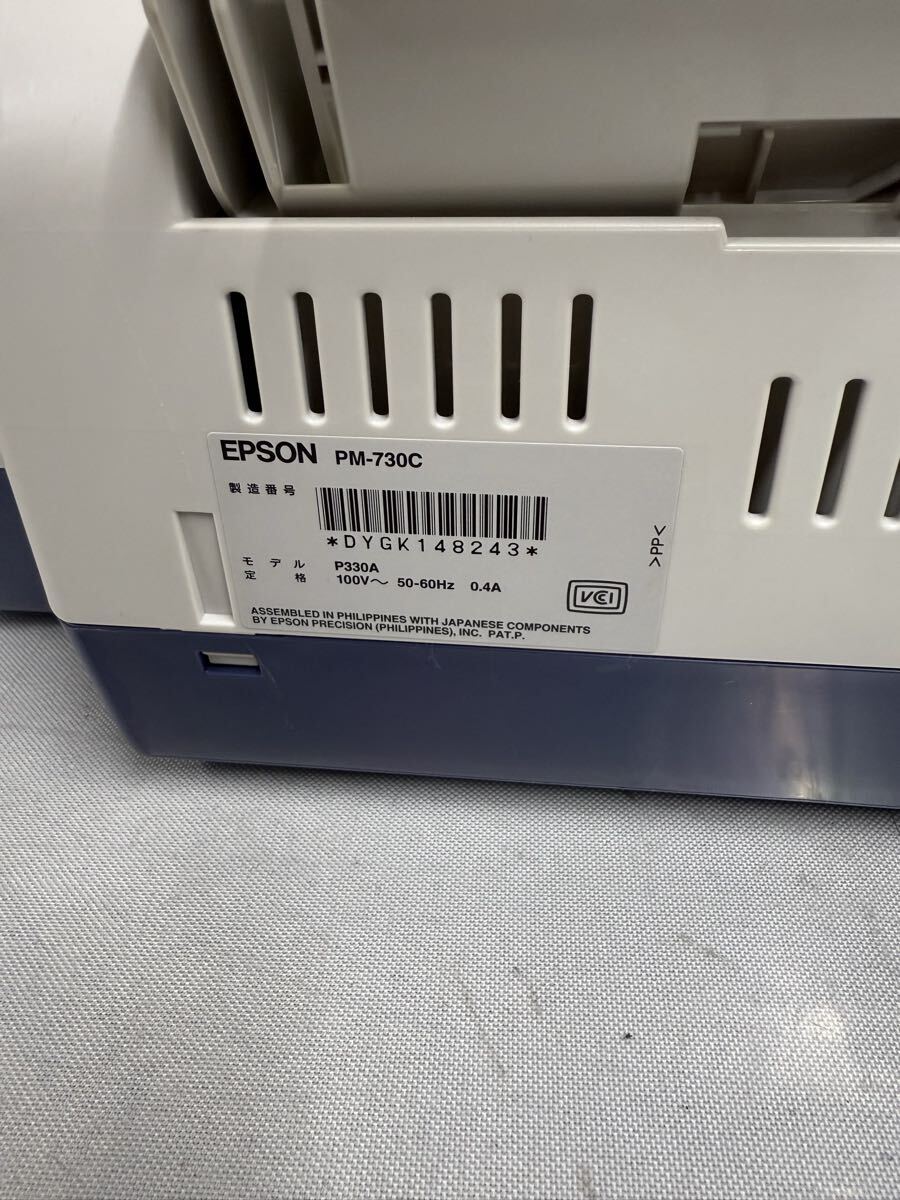 EPSON PM-730C
製造番号
*DYGK148243*
モデル P330A
定格 100V～ 50-60Hz 0.4A
VCI
>PP<
ASSEMBLED IN PHILIPPINES WITH JAPANESE COMPONENTS
BY EPSON PRECISION (PHILIPPINES), INC. PAT.P.